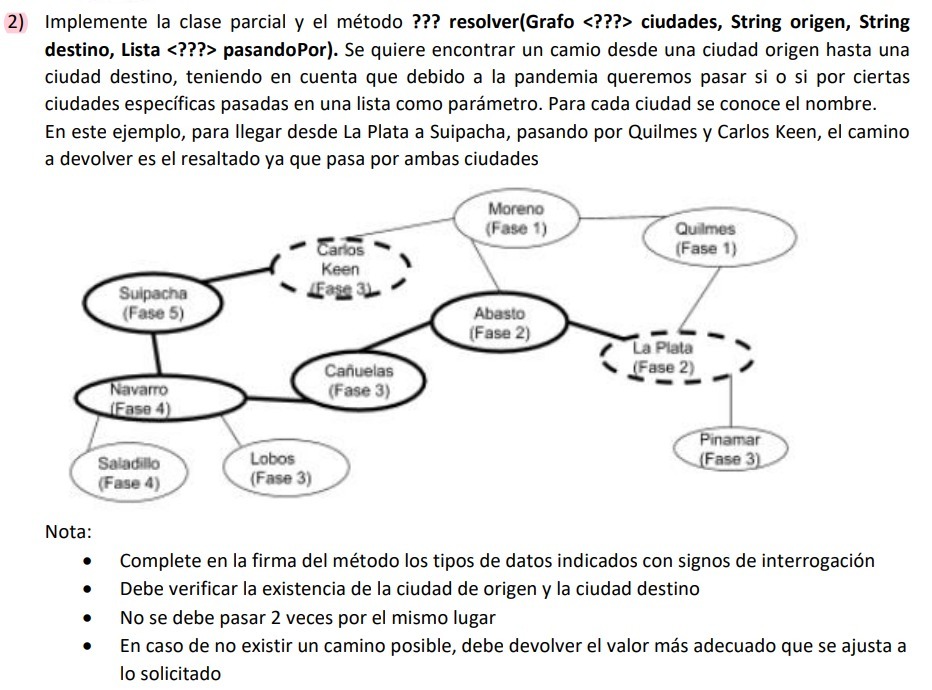 2) Implemente la clase parcial y el método ??? resolver(Grafo <???> ciudades, String origen, String
destino, Lista <???> pasandoPor). Se quiere encontrar un camio desde una ciudad origen hasta una
ciudad destino, teniendo en cuenta que debido a la pandemia queremos pasar si o si por ciertas
ciudades específicas pasadas en una lista como parámetro. Para cada ciudad se conoce el nombre.
En este ejemplo, para llegar desde La Plata a Suipacha, pasando por Quilmes y Carlos Keen, el camino
a devolver es el resaltado ya que pasa por ambas ciudades
Moreno
(Fase 1)
Quilmes
(Fase 1)
Carlos
Keen
(Fase 3)
Suipacha
(Fase 5)
Abasto
(Fase 2)
La Plata
(Fase 2)
Cañuelas
(Fase 3)
Navarro
(Fase 4)
Pinamar
(Fase 3)
Saladillo
(Fase 4)
Lobos
(Fase 3)
Nota:
• Complete en la firma del método los tipos de datos indicados con signos de interrogación
• Debe verificar la existencia de la ciudad de origen y la ciudad destino
• No se debe pasar 2 veces por el mismo lugar
• En caso de no existir un camino posible, debe devolver el valor más adecuado que se ajusta a
lo solicitado